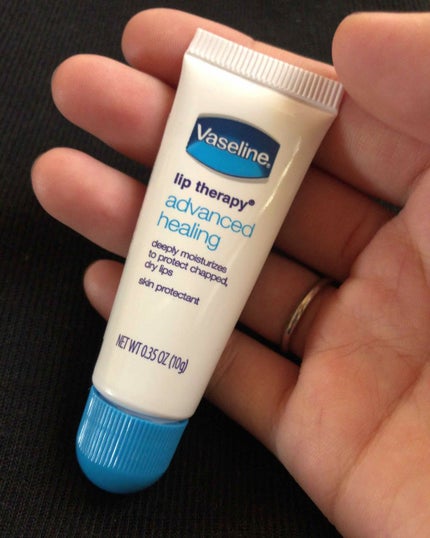 Vaseline®
lip therapy®
advanced
healing
deeply moisturizes
to protect chapped,
dry lips
skin protectant
NET WT 0.35 OZ (10g)